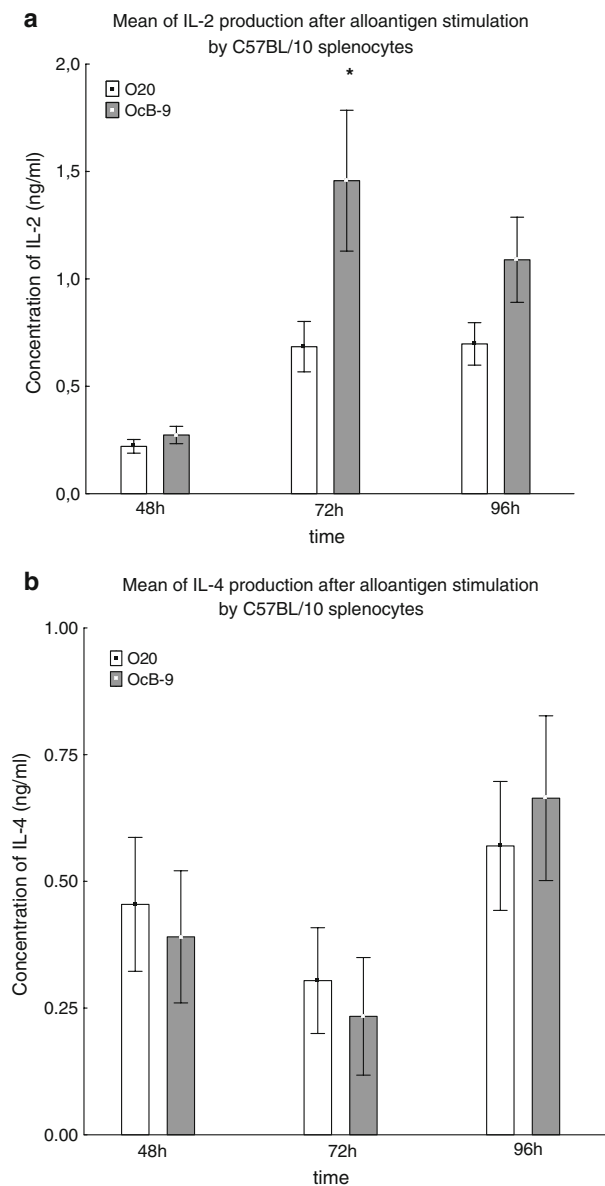 a
Mean of IL-2 production after alloantigen stimulation
by C57BL/10 splenocytes
2,0
1,5
1,0
0,5
0,0
Concentration of IL-2 (ng/ml)
O20
OcB-9
*
48h
72h
96h
time
b
Mean of IL-4 production after alloantigen stimulation
by C57BL/10 splenocytes
1.00
0.75
0.50
0.25
0.00
Concentration of IL-4 (ng/ml)
O20
OcB-9
48h
72h
96h
time